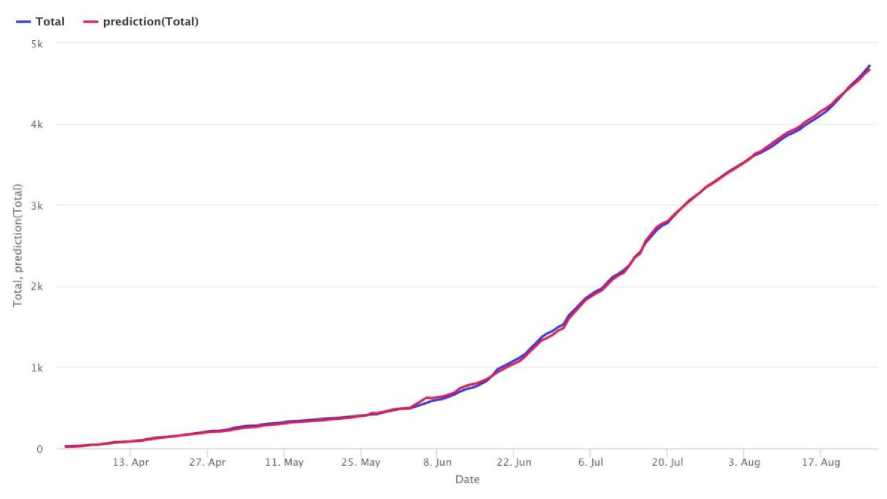 Total prediction(Total)
5k
4k
3k
2k
1k
0
Total, prediction(Total)
13. Apr 27. Apr 11. May 25. May 8. Jun 22. Jun 6. Jul 20. Jul 3. Aug 17. Aug
Date